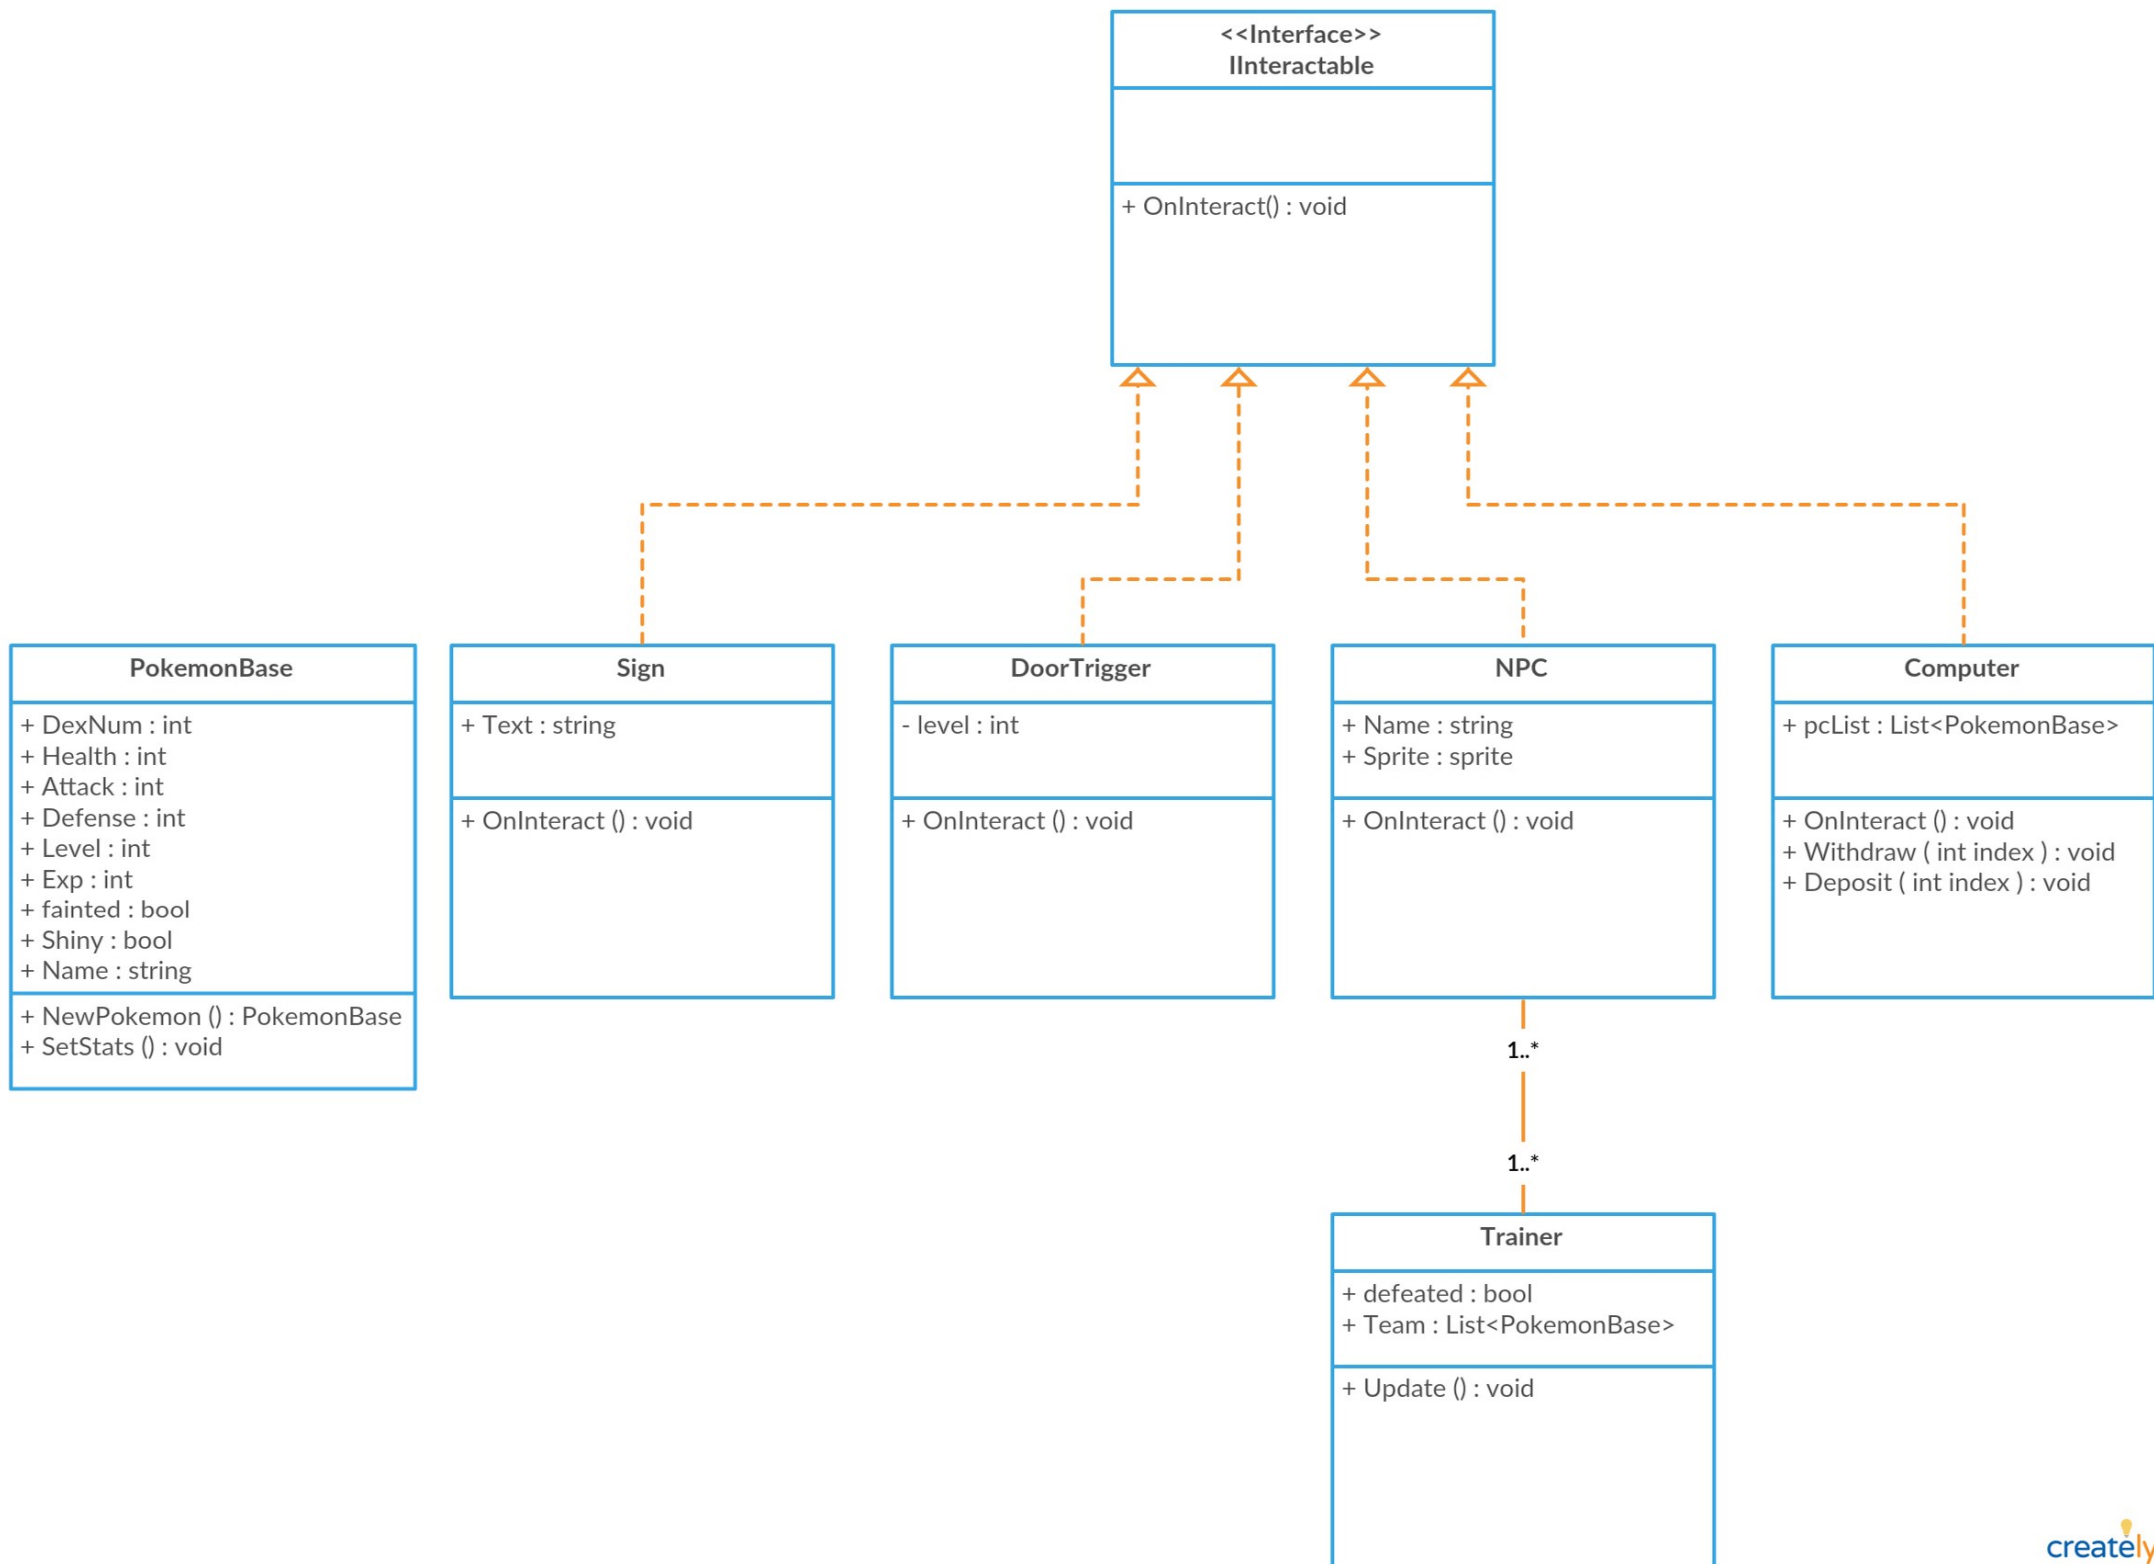 <<Interface>>
IInteractable
+ OnInteract() : void
PokemonBase
+ DexNum : int
+ Health : int
+ Attack : int
+ Defense : int
+ Level : int
+ Exp : int
+ fainted : bool
+ Shiny : bool
+ Name : string
+ NewPokemon () : PokemonBase
+ SetStats () : void
Sign
+ Text : string
+ OnInteract () : void
DoorTrigger
- level : int
+ OnInteract () : void
NPC
+ Name : string
+ Sprite : sprite
+ OnInteract () : void
Computer
+ pcList : List<PokemonBase>
+ OnInteract () : void
+ Withdraw ( int index ) : void
+ Deposit ( int index ) : void
1..*
1..*
Trainer
+ defeated : bool
+ Team : List<PokemonBase>
+ Update () : void
creately